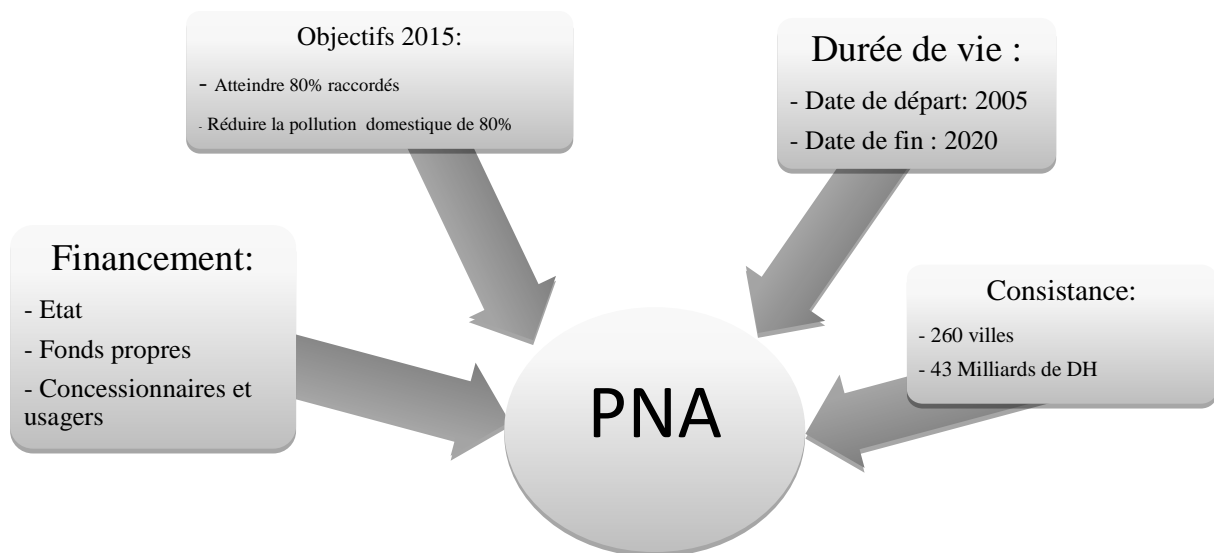 Objectifs 2015:
- Atteindre 80% raccordés
- Réduire la pollution domestique de 80%
Durée de vie :
- Date de départ: 2005
- Date de fin : 2020
Financement:
- Etat
- Fonds propres
- Concessionnaires et
usagers
Consistance:
- 260 villes
- 43 Milliards de DH
PNA